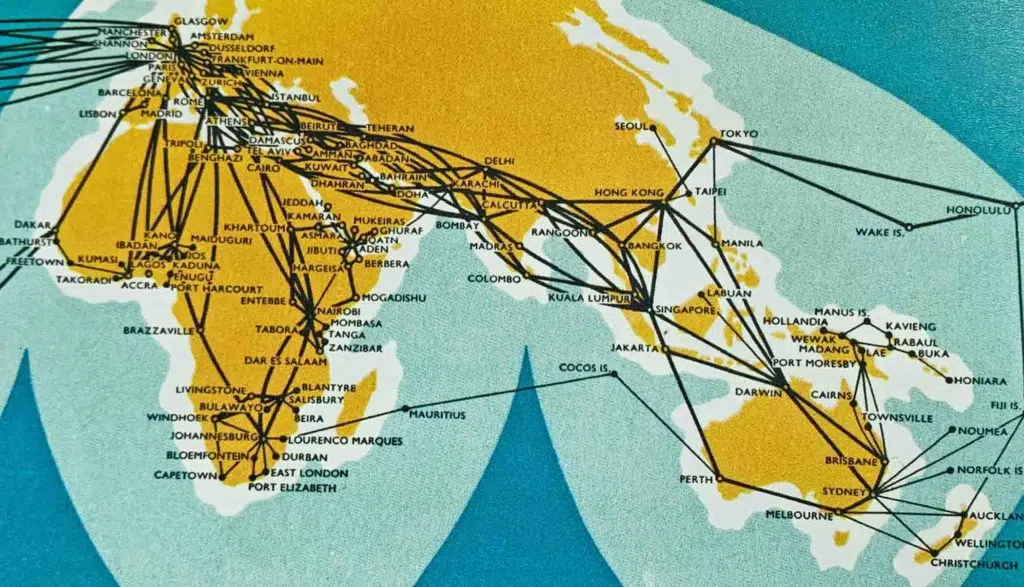 GLASGOW
MANCHESTER
SHANNON
AMSTERDAM
DUSSELDORF
LONDON
FRANKFURT-ON-MAIN
PARIS
VIENNA
GENEVA
ZURICH
BARCELONA
ROME
ISTANBUL
LISBON
MADRID
ATHENS
BEIRUT
TEHERAN
TRIPOLI
DAMASCUS
BAGHDAD
BENGHAZI
TEL AVIV
AMMAN
ABADAN
CAIRO
KUWAIT
BAHRAIN
DHAHRAN
DOHA
DELHI
KARACHI
CALCUTTA
BOMBAY
MADRAS
COLOMBO
RANGOON
BANGKOK
HONG KONG
TAIPEI
SEOUL
TOKYO
MANILA
WAKE IS.
HONOLULU
JEDDAH
KAMARAN
KHARTOUM
ASMARA
MUKEIRAS
GHURAF
QATN
JIBUTI
ADEN
HARGEISA
BERBERA
MOGADISHU
DAKAR
BATHURST
FREETOWN
KUMASI
IBADAN
KANO
MAIDUGURI
JOS
KADUNA
LAGOS
ENUGU
TAKORADI
ACCRA
PORT HARCOURT
ENTEBBE
NAIROBI
MOMBASA
TABORA
TANGA
ZANZIBAR
BRAZZAVILLE
DAR ES SALAAM
LIVINGSTONE
BLANTYRE
SALISBURY
BULAWAYO
WINDHOEK
BEIRA
JOHANNESBURG
LOURENCO MARQUES
BLOEMFONTEIN
DURBAN
CAPETOWN
EAST LONDON
PORT ELIZABETH
MAURITIUS
COCOS IS.
KUALA LUMPUR
SINGAPORE
LABUAN
JAKARTA
MANUS IS.
HOLLANDIA
KAVIENG
WEWAK
RABAUL
MADANG
LAE
BUKA
PORT MORESBY
HONIARA
DARWIN
CAIRNS
TOWNSVILLE
FIJI IS.
NOUMEA
BRISBANE
NORFOLK IS
PERTH
SYDNEY
MELBOURNE
AUCKLAN
WELLINGTO
CHRISTCHURCH